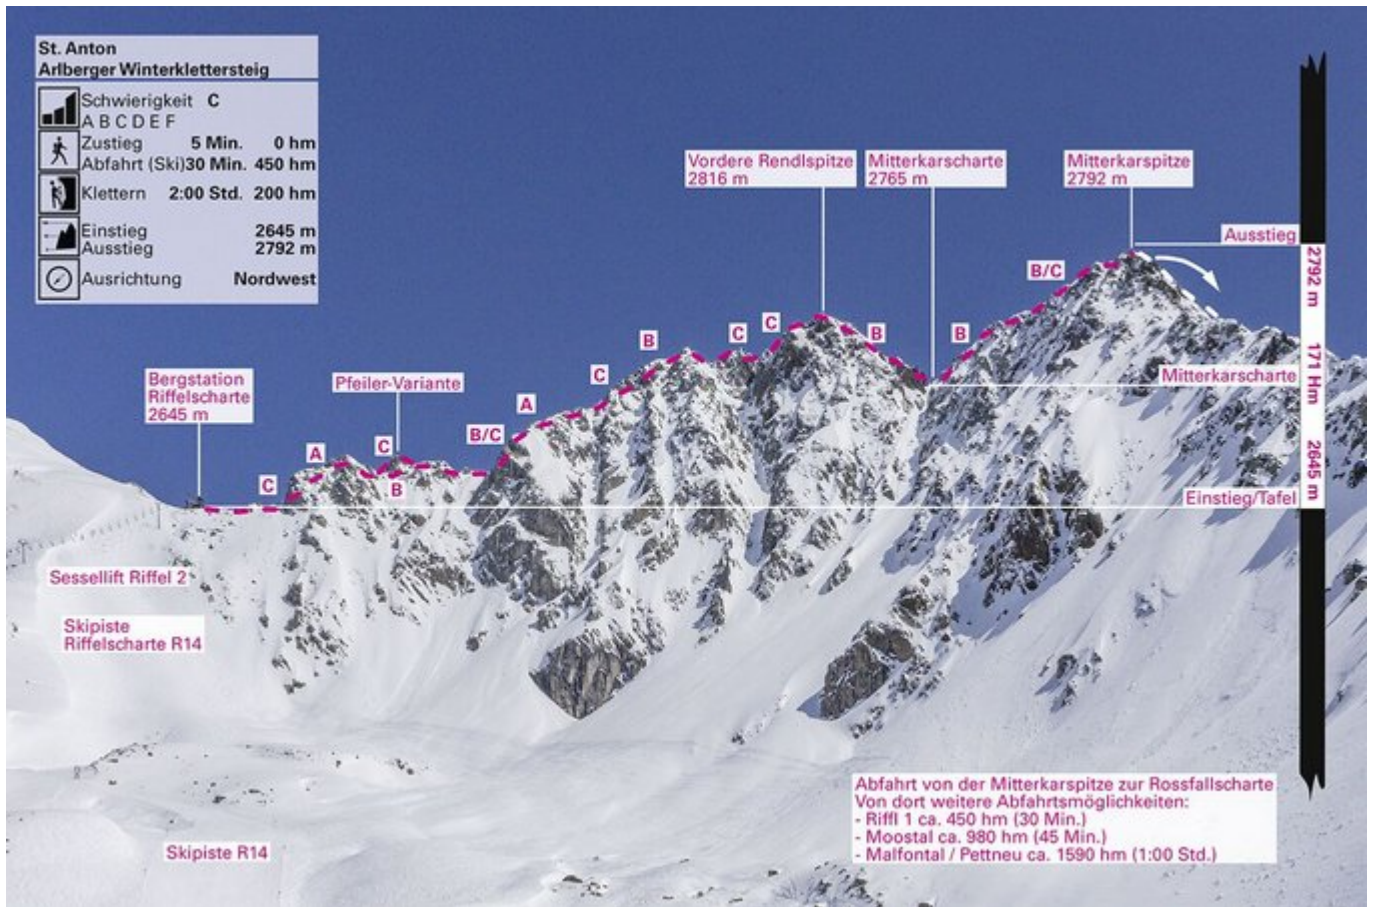 St. Anton
Arlberger Winterklettersteig
Schwierigkeit C
A B C D E F
Zustieg 5 Min. 0 hm
Abfahrt (Ski) 30 Min. 450 hm
Klettern 2:00 Std. 200 hm
Einstieg 2645 m
Ausstieg 2792 m
Ausrichtung Nordwest
Vordere Rendlspitze
2816 m
Mitterkarscharte
2765 m
Mitterkarspitze
2792 m
Ausstieg
2792 m
B/C
C
C
B
B
B
C
Bergstation
Riffelscharte
2645 m
Pfeiler-Variante
171 Hm
Mitterkarscharte
A
B/C
C
A
C
B
2645 m
Einstieg/Tafel
Sessellift Riffel 2
Skipiste
Riffelscharte R14
Abfahrt von der Mitterkarspitze zur Rossfallscharte
Von dort weitere Abfahrtsmöglichkeiten:
- Riffl 1 ca. 450 hm (30 Min.)
- Moostal ca. 980 hm (45 Min.)
- Malfontal / Pettneu ca. 1590 hm (1:00 Std.)
Skipiste R14